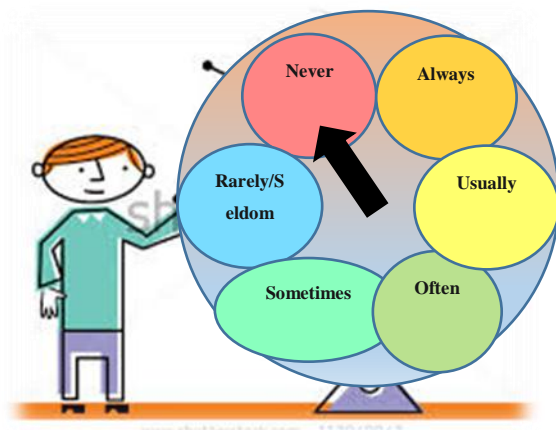 Never
Always
Rarely/S
eldom
Usually
Sometimes
Often